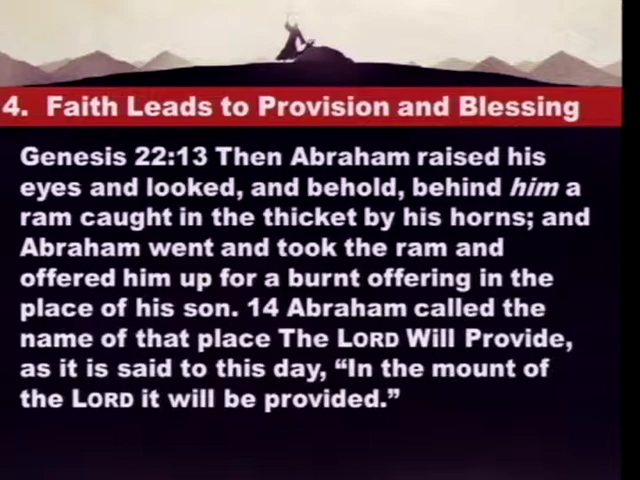 4. Faith Leads to Provision and Blessing
Genesis 22:13 Then Abraham raised his
eyes and looked, and behold, behind him a
ram caught in the thicket by his horns; and
Abraham went and took the ram and
offered him up for a burnt offering in the
place of his son. 14 Abraham called the
name of that place The LORD Will Provide,
as it is said to this day, “In the mount of
the LORD it will be provided.”